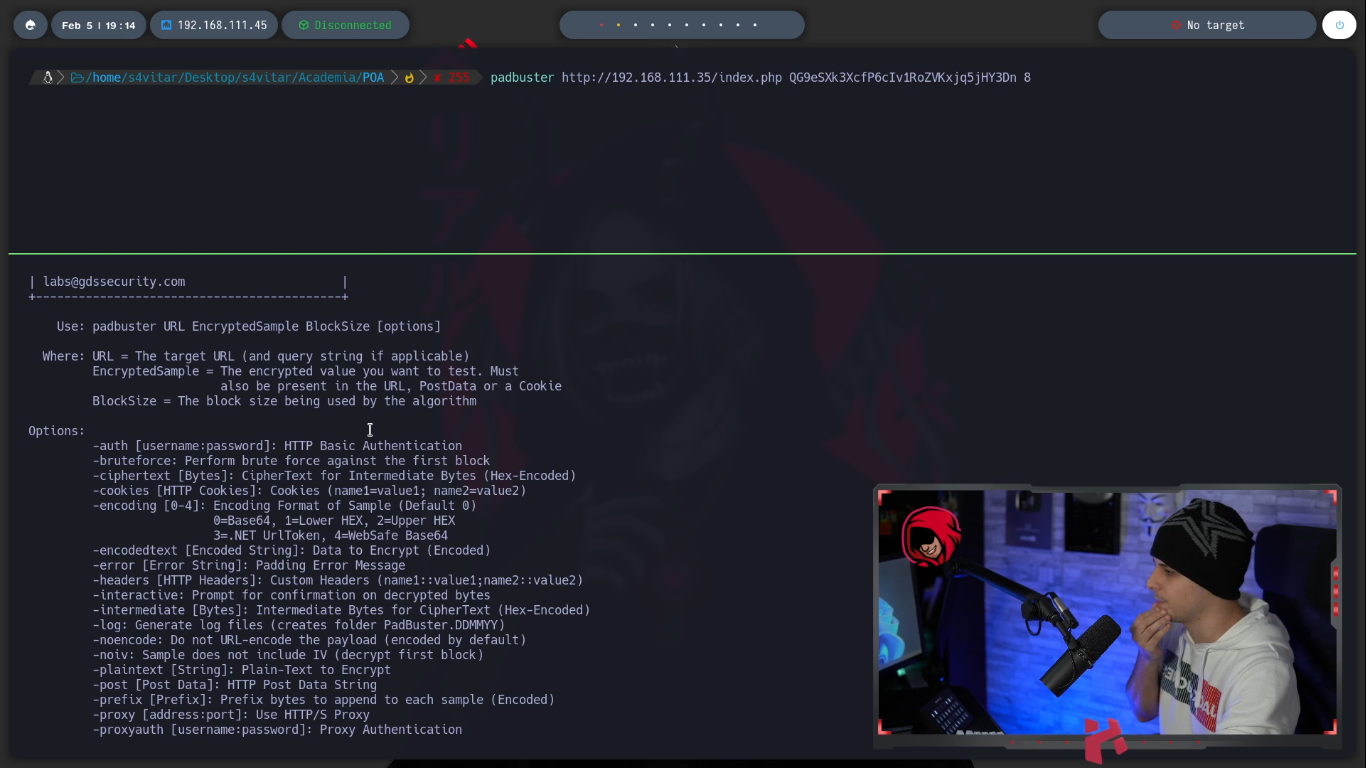 Feb 5 | 19:14
192.168.111.45
Disconnected
No target
/home/s4vitar/Desktop/s4vitar/Academia/POA
✘ 255
padbuster http://192.168.111.35/index.php QG9eSXk3XcfP6cIv1RoZVKxjq5jHY3Dn 8
| labs@gdssecurity.com |
+-------------------------------------------+
Use: padbuster URL EncryptedSample BlockSize [options]
Where: URL = The target URL (and query string if applicable)
EncryptedSample = The encrypted value you want to test. Must
also be present in the URL, PostData or a Cookie
BlockSize = The block size being used by the algorithm
Options:
-auth [username:password]: HTTP Basic Authentication
-bruteforce: Perform brute force against the first block
-ciphertext [Bytes]: CipherText for Intermediate Bytes (Hex-Encoded)
-cookies [HTTP Cookies]: Cookies (name1=value1; name2=value2)
-encoding [0-4]: Encoding Format of Sample (Default 0)
0=Base64, 1=Lower HEX, 2=Upper HEX
3=.NET UrlToken, 4=WebSafe Base64
-encodedtext [Encoded String]: Data to Encrypt (Encoded)
-error [Error String]: Padding Error Message
-headers [HTTP Headers]: Custom Headers (name1::value1;name2::value2)
-interactive: Prompt for confirmation on decrypted bytes
-intermediate [Bytes]: Intermediate Bytes for CipherText (Hex-Encoded)
-log: Generate log files (creates folder PadBuster.DDMMYY)
-noencode: Do not URL-encode the payload (encoded by default)
-noiv: Sample does not include IV (decrypt first block)
-plaintext [String]: Plain-Text to Encrypt
-post [Post Data]: HTTP Post Data String
-prefix [Prefix]: Prefix bytes to append to each sample (Encoded)
-proxy [address:port]: Use HTTP/S Proxy
-proxyauth [username:password]: Proxy Authentication